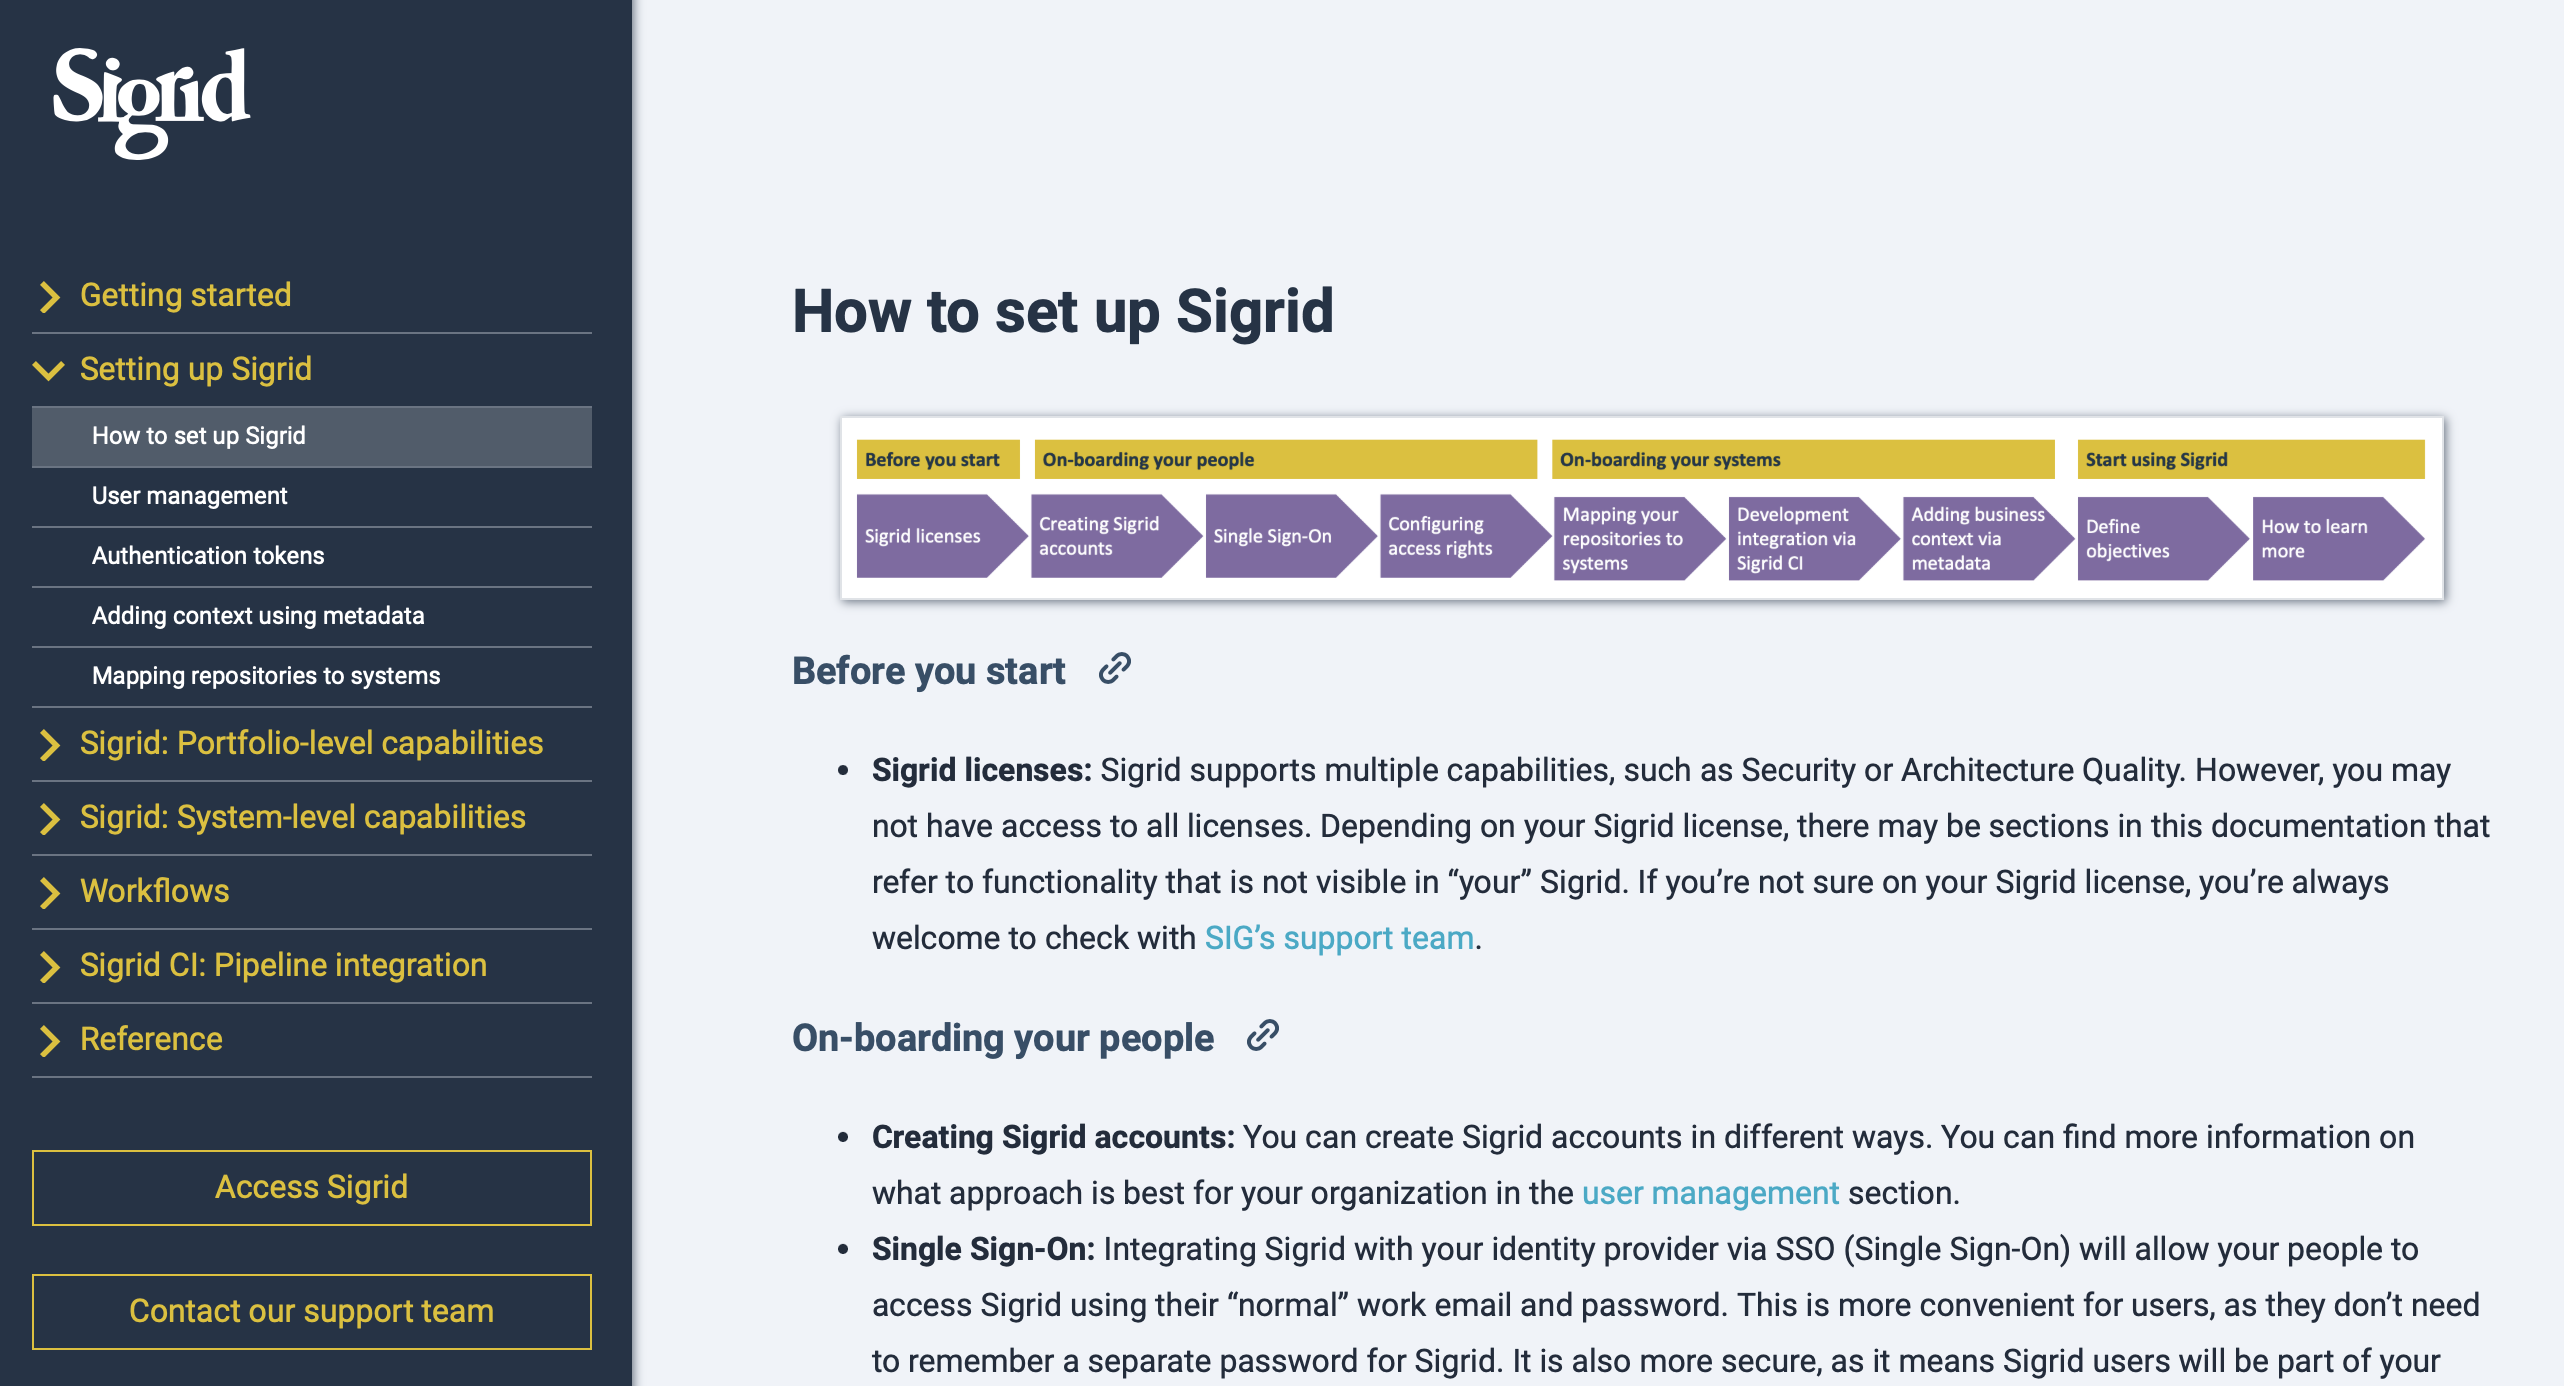 Sigrid
Getting started
Setting up Sigrid
How to set up Sigrid
User management
Authentication tokens
Adding context using metadata
Mapping repositories to systems
Sigrid: Portfolio-level capabilities
Sigrid: System-level capabilities
Workflows
Sigrid CI: Pipeline integration
Reference
Access Sigrid
Contact our support team
How to set up Sigrid
Before you start
On-boarding your people
On-boarding your systems
Start using Sigrid
Sigrid licenses
Creating Sigrid
accounts
Single Sign-On
Configuring
access rights
Mapping your
repositories to
systems
Development
integration via
Sigrid CI
Adding business
context via
metadata
Define
objectives
How to learn
more
Before you start
Sigrid licenses: Sigrid supports multiple capabilities, such as Security or Architecture Quality. However, you may
not have access to all licenses. Depending on your Sigrid license, there may be sections in this documentation that
refer to functionality that is not visible in “your” Sigrid. If you’re not sure on your Sigrid license, you’re always
welcome to check with SIG’s support team.
On-boarding your people
Creating Sigrid accounts: You can create Sigrid accounts in different ways. You can find more information on
what approach is best for your organization in the user management section.
Single Sign-On: Integrating Sigrid with your identity provider via SSO (Single Sign-On) will allow your people to
access Sigrid using their “normal” work email and password. This is more convenient for users, as they don’t need
to remember a separate password for Sigrid. It is also more secure, as it means Sigrid users will be part of your